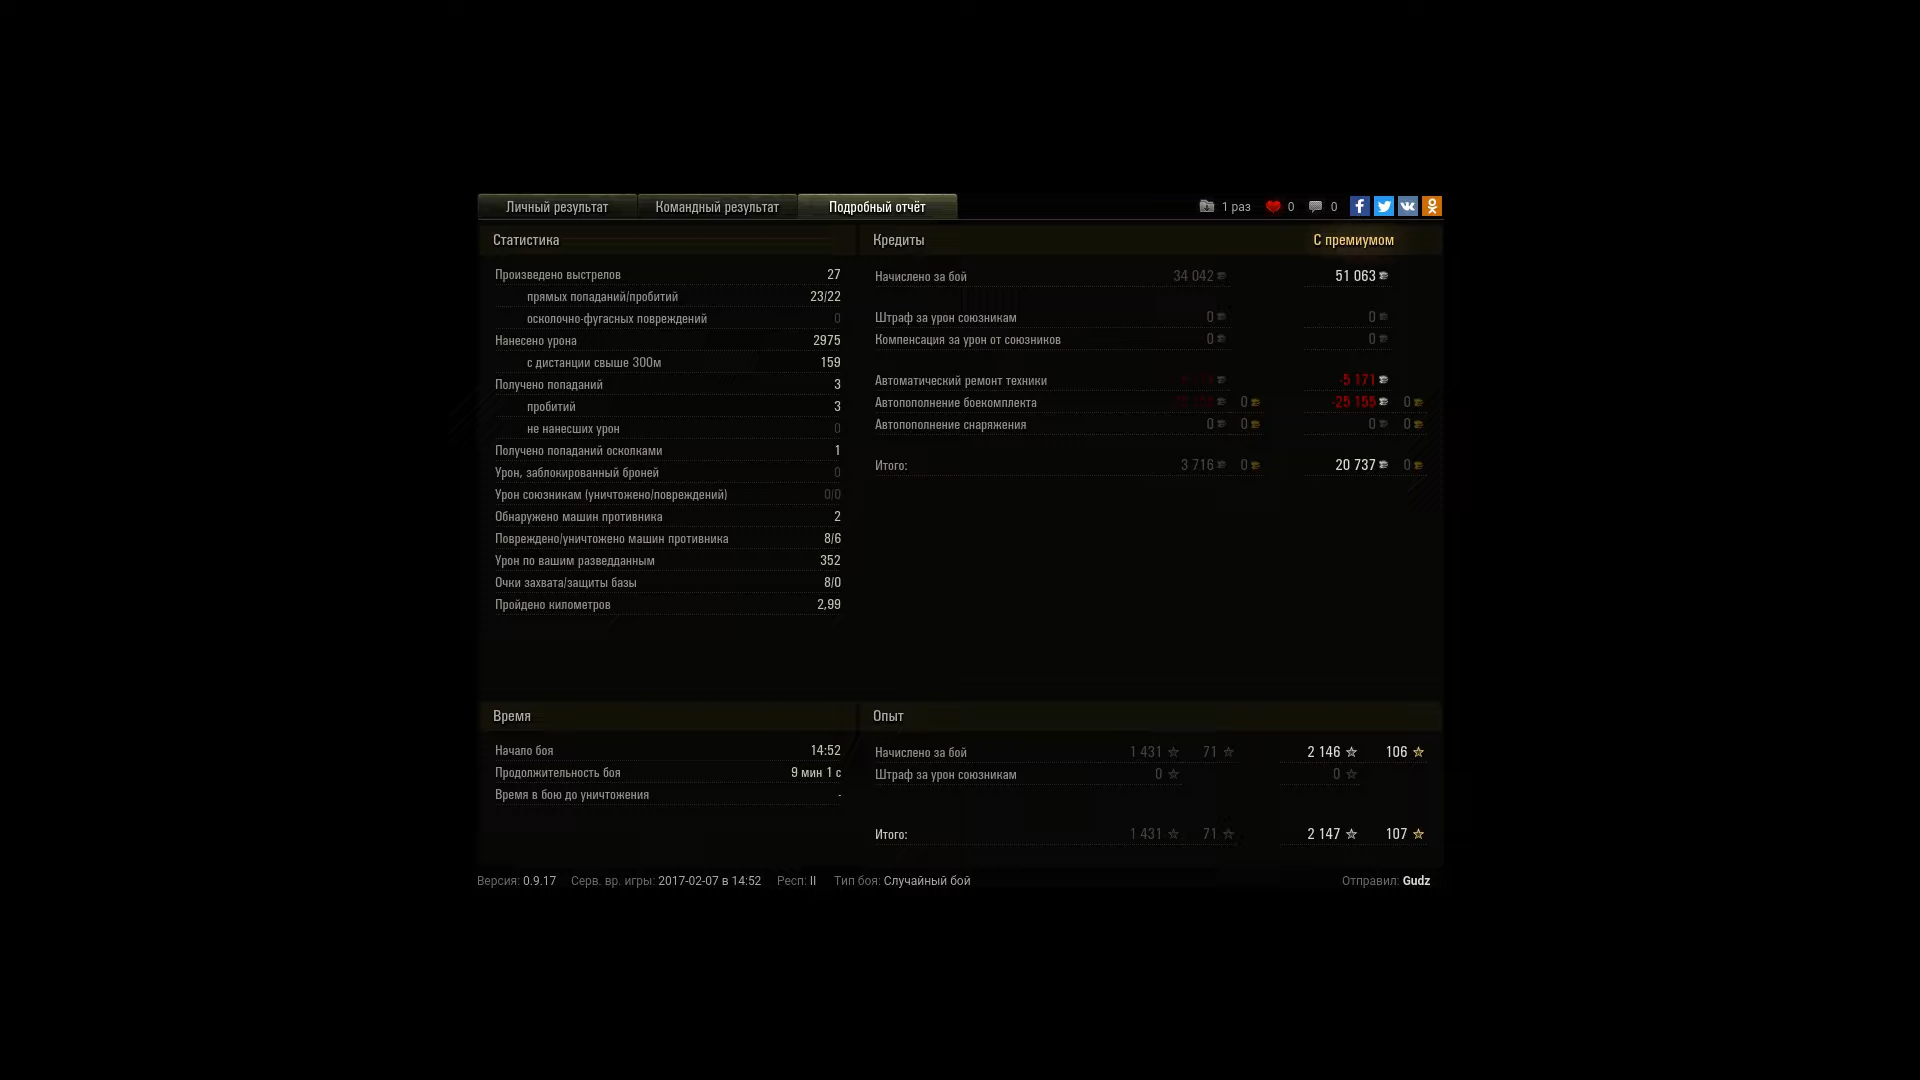 Личный результат Командный результат Подробный отчёт 1 раз 0 0
Статистика
Произведено выстрелов 27
прямых попаданий/пробитий 23/22
осколочно-фугасных повреждений 0
Нанесено урона 2975
с дистанции свыше 300м 159
Получено попаданий 3
пробитий 3
не нанесших урон 0
Получено попаданий осколками 1
Урон, заблокированный броней 0
Урон союзникам (уничтожено/повреждений) 0/0
Обнаружено машин противника 2
Повреждено/уничтожено машин противника 8/6
Урон по вашим разведданным 352
Очки захвата/защиты базы 8/0
Пройдено километров 2,99
Кредиты С премиумом
Начислено за бой 34 042 51 063
Штраф за урон союзникам 0 0
Компенсация за урон от союзников 0 0
Автоматический ремонт техники -5 171
Автопополнение боекомплекта 0 -25 155 0
Автопополнение снаряжения 0 0 0 0
Итого: 3 716 0 20 737 0
Время
Начало боя 14:52
Продолжительность боя 9 мин 1 с
Время в бою до уничтожения -
Опыт
Начислено за бой 1 431 71 2 146 106
Штраф за урон союзникам 0 0
Итого: 1 431 71 2 147 107
Версия: 0.9.17 Серв. вр. игры: 2017-02-07 в 14:52 Респ: II Тип боя: Случайный бой Отправил: Gudz